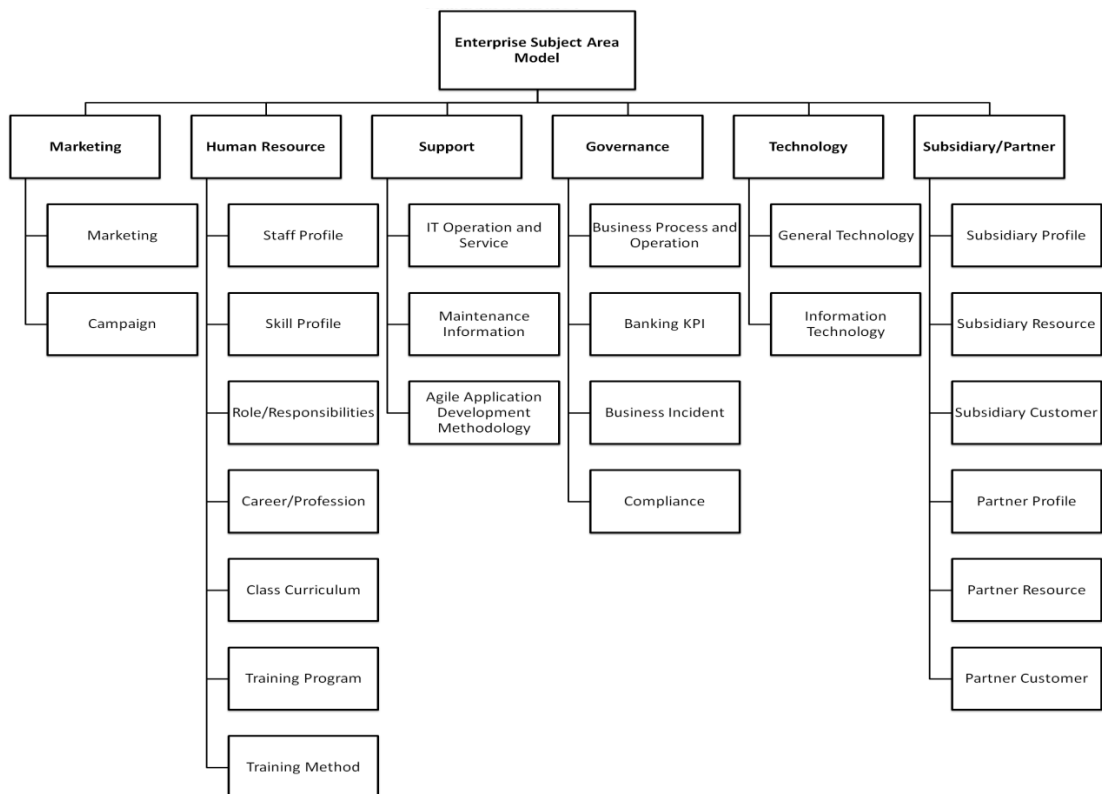 Enterprise Subject Area
Model
Marketing
Human Resource
Support
Governance
Technology
Subsidiary/Partner
Marketing
Staff Profile
IT Operation and
Service
Business Process and
Operation
General Technology
Subsidiary Profile
Campaign
Skill Profile
Maintenance
Information
Banking KPI
Information
Technology
Subsidiary Resource
Role/Responsibilities
Agile Application
Development
Methodology
Business Incident
Subsidiary Customer
Career/Profession
Compliance
Partner Profile
Class Curriculum
Partner Resource
Training Program
Partner Customer
Training Method